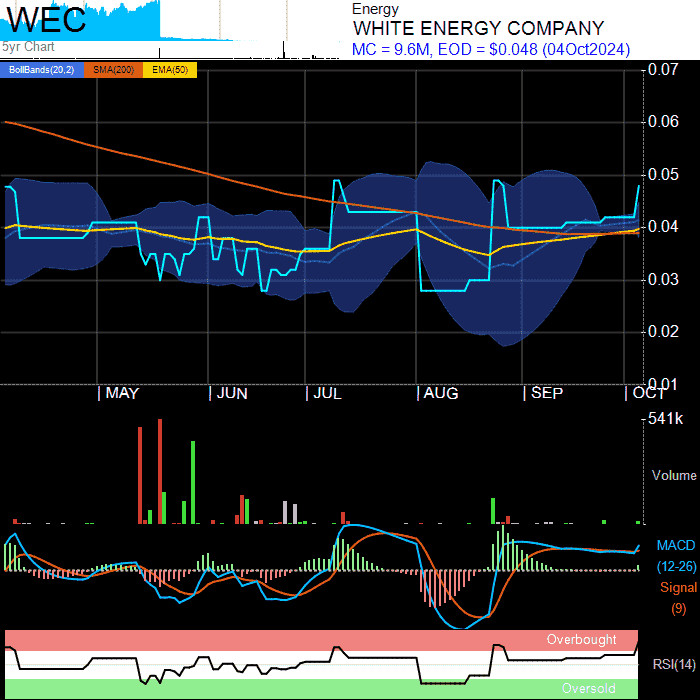 WEC
5yr Chart
Energy
WHITE ENERGY COMPANY
MC = 9.6M, EOD = $0.048 (04Oct2024)
BollBands(20,2) SMA(200) EMA(50)
0.07
0.06
0.05
0.04
0.03
0.02
0.01
MAY JUN JUL AUG SEP OCT
541k
Volume
MACD
(12-26)
Signal
(9)
Overbought
RSI(14)
Oversold